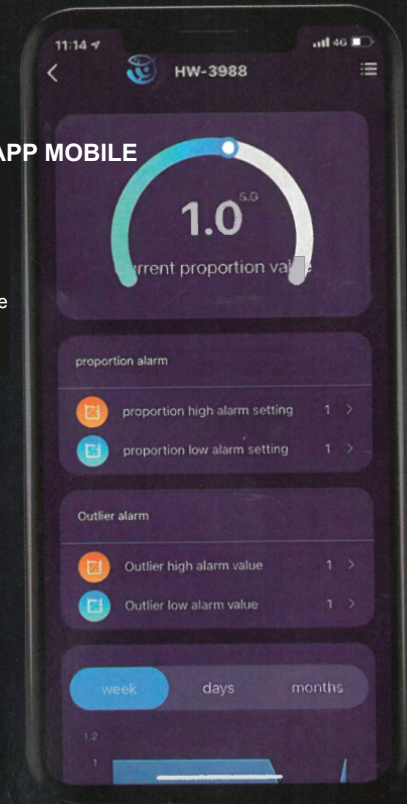 11:14 4G
HW-3988
APP MOBILE
S.G
1.0
urrent proportion va e
e
proportion alarm
proportion high alarm setting 1 >
proportion low alarm setting 1 >
Outlier alarm
Outlier high alarm value 1 >
Outlier low alarm value 1 >
week days months
1.2
1